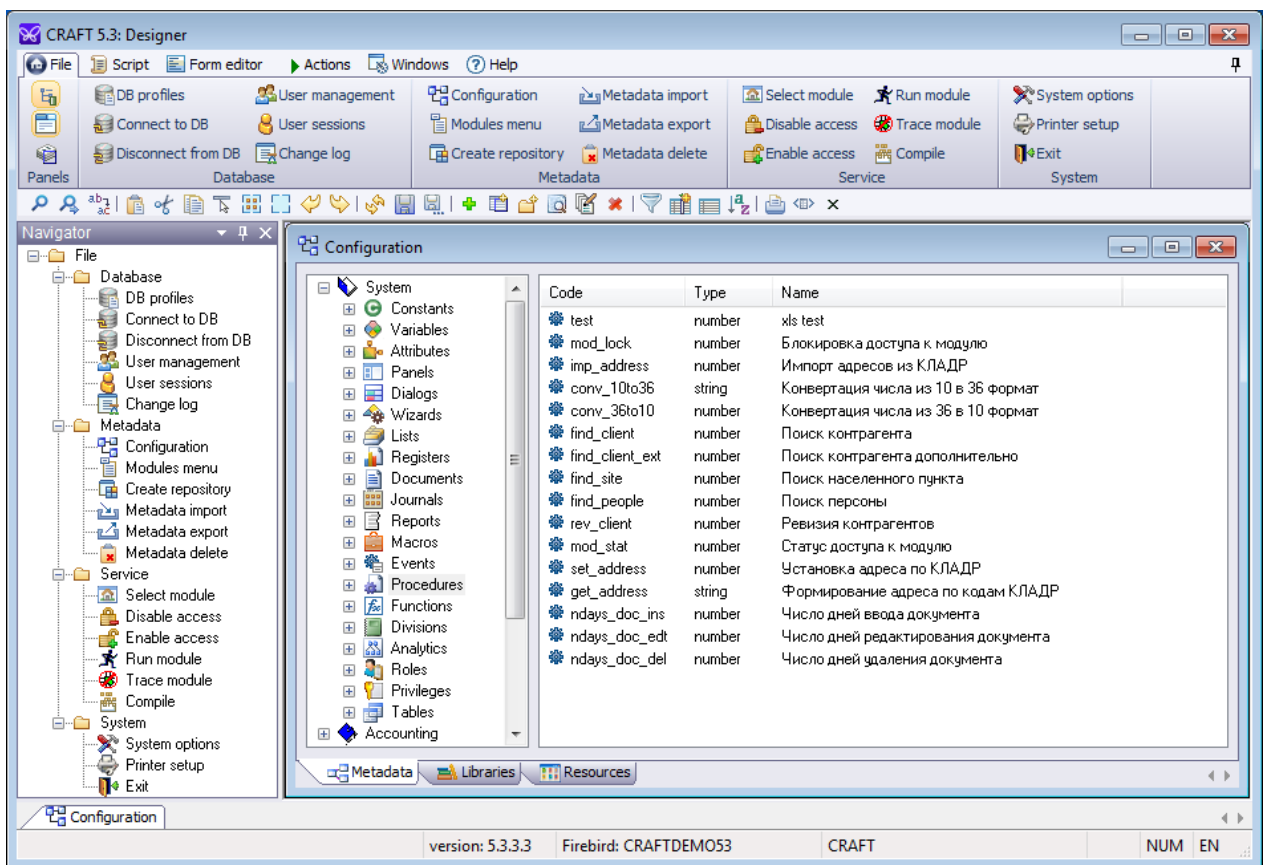 CRAFT 5.3: Designer
File Script Form editor Actions Windows Help
DB profiles User management Configuration Metadata import Select module Run module System options
Connect to DB User sessions Modules menu Metadata export Disable access Trace module Printer setup
Disconnect from DB Change log Create repository Metadata delete Enable access Compile Exit
Panels Database Metadata Service System
Navigator
File
Database
DB profiles
Connect to DB
Disconnect from DB
User management
User sessions
Change log
Metadata
Configuration
Modules menu
Create repository
Metadata import
Metadata export
Metadata delete
Service
Select module
Disable access
Enable access
Run module
Trace module
Compile
System
System options
Printer setup
Exit
Configuration
System
Constants
Variables
Attributes
Panels
Dialogs
Wizards
Lists
Registers
Documents
Journals
Reports
Macros
Events
Procedures
Functions
Divisions
Analytics
Roles
Privileges
Tables
Accounting
Code Type Name
test number xls test
mod_lock number Блокировка доступа к модулю
imp_address number Импорт адресов из КЛАДР
conv_10to36 string Конвертация числа из 10 в 36 формат
conv_36to10 number Конвертация числа из 36 в 10 формат
find_client number Поиск контрагента
find_client_ext number Поиск контрагента дополнительно
find_site number Поиск населенного пункта
find_people number Поиск персоны
rev_client number Ревизия контрагентов
mod_stat number Статус доступа к модулю
set_address number Установка адреса по КЛАДР
get_address string Формирование адреса по кодам КЛАДР
ndays_doc_ins number Число дней ввода документа
ndays_doc_edt number Число дней редактирования документа
ndays_doc_del number Число дней удаления документа
Metadata Libraries Resources
Configuration
version: 5.3.3.3 Firebird: CRAFTDEMO53 CRAFT NUM EN